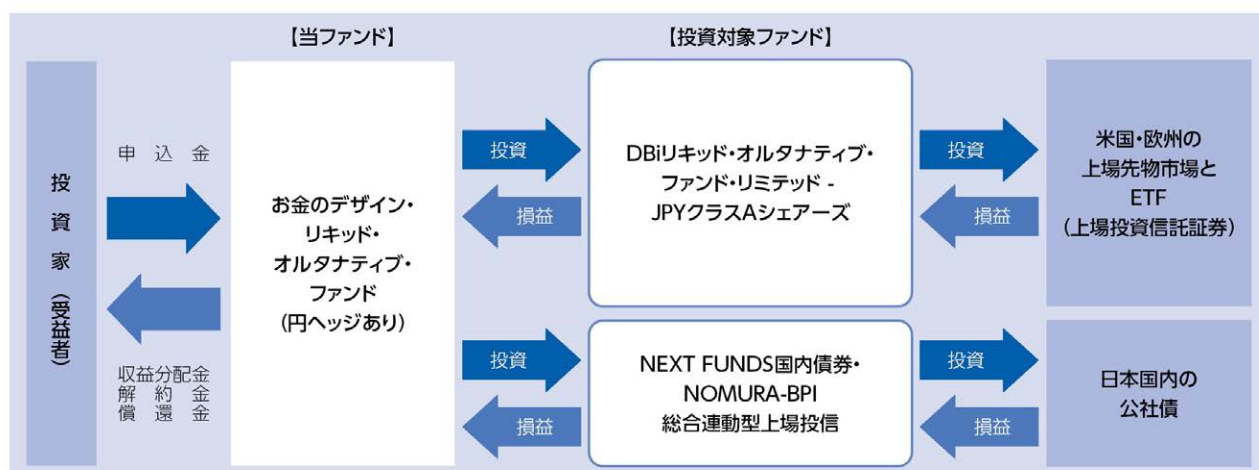 【当ファンド】
【投資対象ファンド】
投資家（受益者）
申込金
収益分配金
解約金
償還金
お金のデザイン・
リキッド・
オルタナティブ・
ファンド
(円ヘッジあり)
投資
損益
DBiリキッド・オルタナティブ・
ファンド・リミテッド -
JPYクラスAシェアーズ
投資
損益
米国・欧州の
上場先物市場と
ETF
(上場投資信託証券)
投資
損益
NEXT FUNDS国内債券・
NOMURA-BPI
総合連動型上場投信
投資
損益
日本国内の
公社債